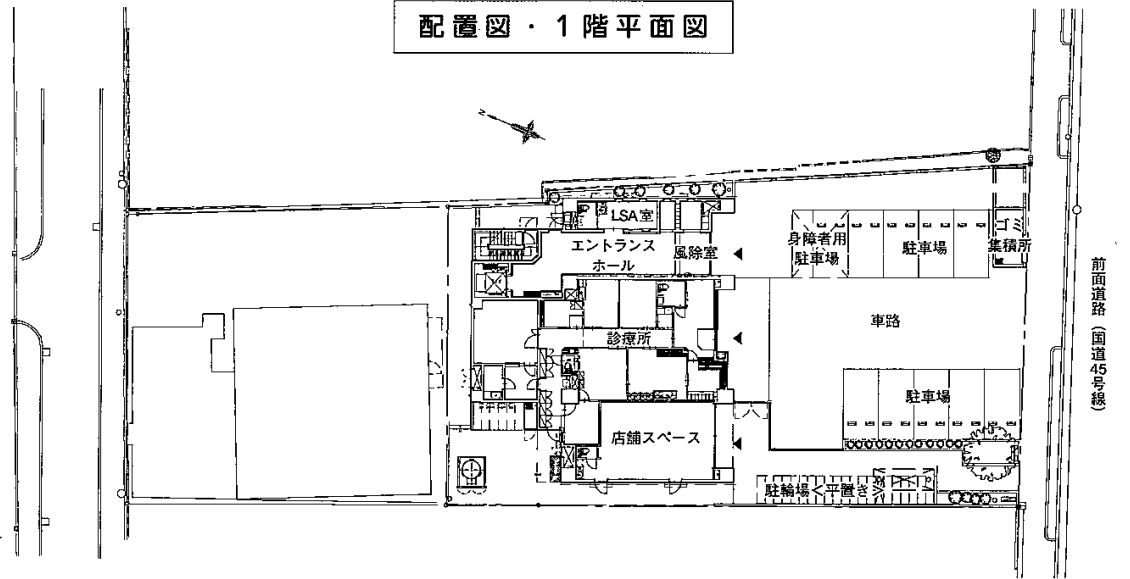 配置図・1階平面図
N
LSA室
エントランス
ホール
風除室
身障者用
駐車場
駐車場
ゴミ
集積所
診療所
車路
駐車場
店舗スペース
駐輪場<平置き>
前面道路（国道45号線）